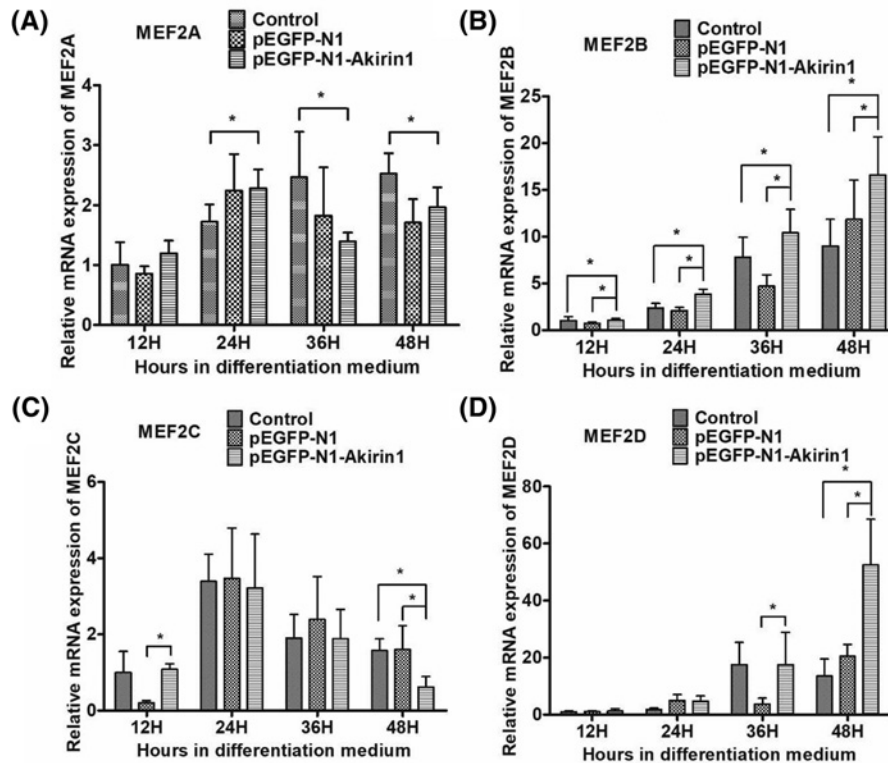 (A)
MEF2A
Control
pEGFP-N1
pEGFP-N1-Akirin1
Relative mRNA expression of MEF2A
4
3
2
1
0
*
*
*
12H
24H
36H
48H
Hours in differentiation medium
(B)
MEF2B
Control
pEGFP-N1
pEGFP-N1-Akirin1
Relative mRNA expression of MEF2B
25
20
15
10
5
0
*
*
*
*
*
*
*
*
12H
24H
36H
48H
Hours in differentiation medium
(C)
MEF2C
Control
pEGFP-N1
pEGFP-N1-Akirin1
Relative mRNA expression of MEF2C
6
4
2
0
*
*
*
12H
24H
36H
48H
Hours in differentiation medium
(D)
MEF2D
Control
pEGFP-N1
pEGFP-N1-Akirin1
Relative mRNA expression of MEF2D
80
60
40
20
0
*
*
*
12H
24H
36H
48H
Hours in differentiation medium